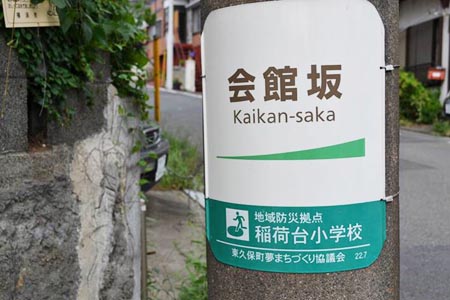 会館坂
Kaikan-saka
地域防災拠点
稲荷台小学校
東久保町夢まちづくり協議会 22.7